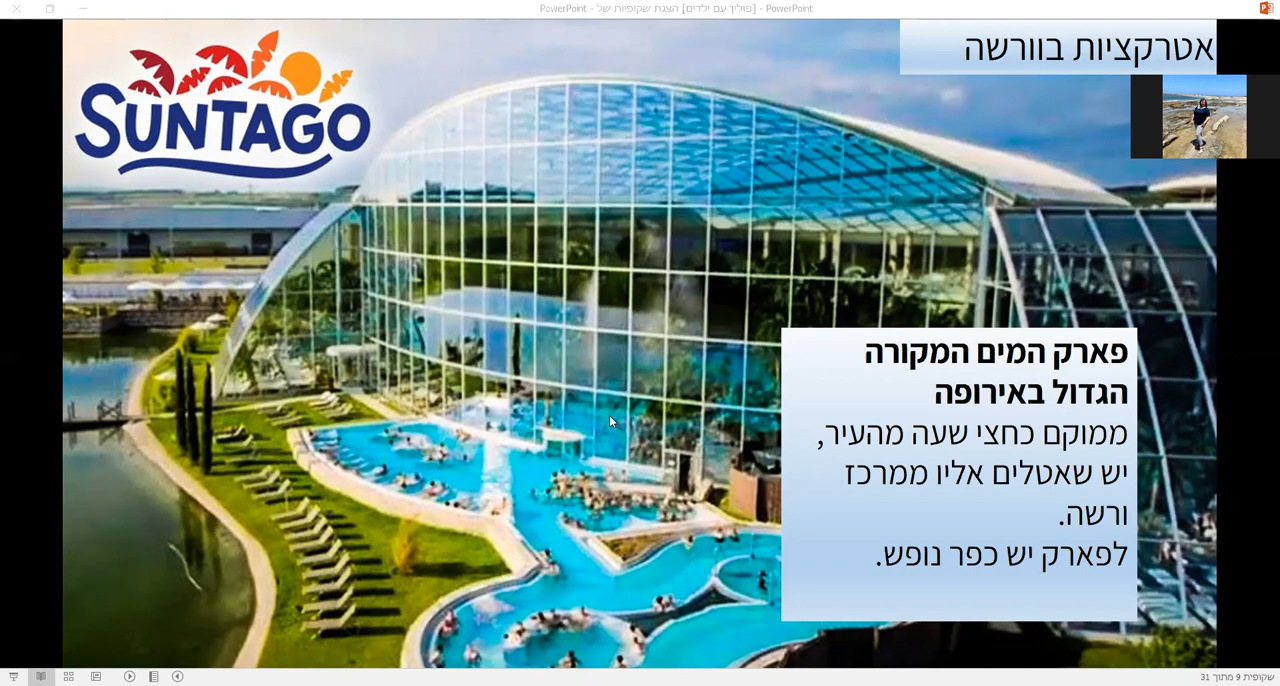 PowerPoint - [פוליך עם ילדים] הצגת שקופיות של - PowerPoint
SUNTAGO
אטרקציות בוורשה
פארק המים המקורה
הגדול באירופה
ממוקם כחצי שעה מהעיר,
יש שאטלים אליו ממרכז
ורשה.
לפארק יש כפר נופש.
שקופית 9 מתוך 31